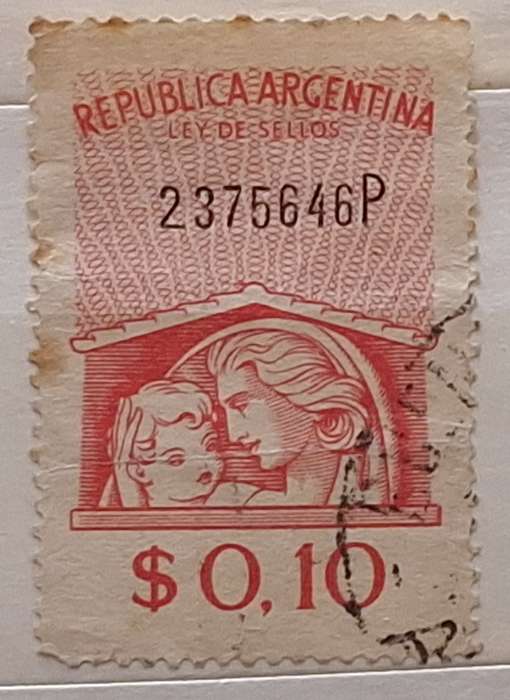 REPUBLICA ARGENTINA
LEY DE SELLOS
2375646P
$ 0,10